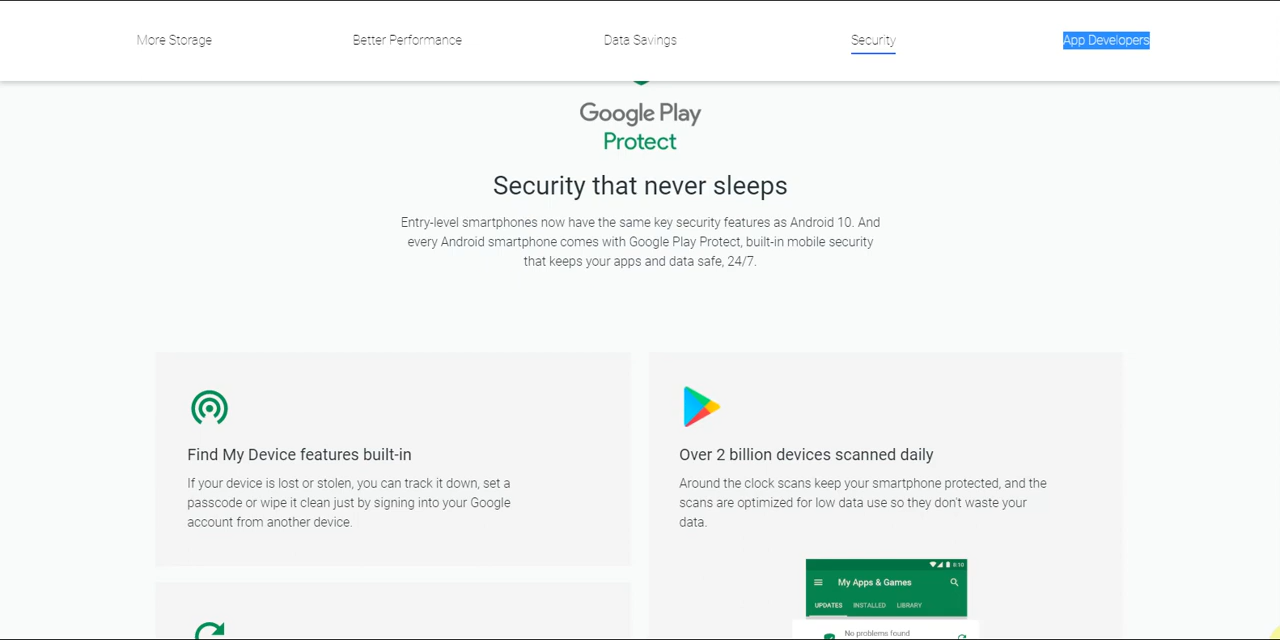 More Storage
Better Performance
Data Savings
Security
App Developers
Google Play
Protect
Security that never sleeps
Entry-level smartphones now have the same key security features as Android 10. And
every Android smartphone comes with Google Play Protect, built-in mobile security
that keeps your apps and data safe, 24/7.
Find My Device features built-in
If your device is lost or stolen, you can track it down, set a
passcode or wipe it clean just by signing into your Google
account from another device.
Over 2 billion devices scanned daily
Around the clock scans keep your smartphone protected, and the
scans are optimized for low data use so they don't waste your
data.
8:10
My Apps & Games
UPDATES
INSTALLED
LIBRARY
No problems found